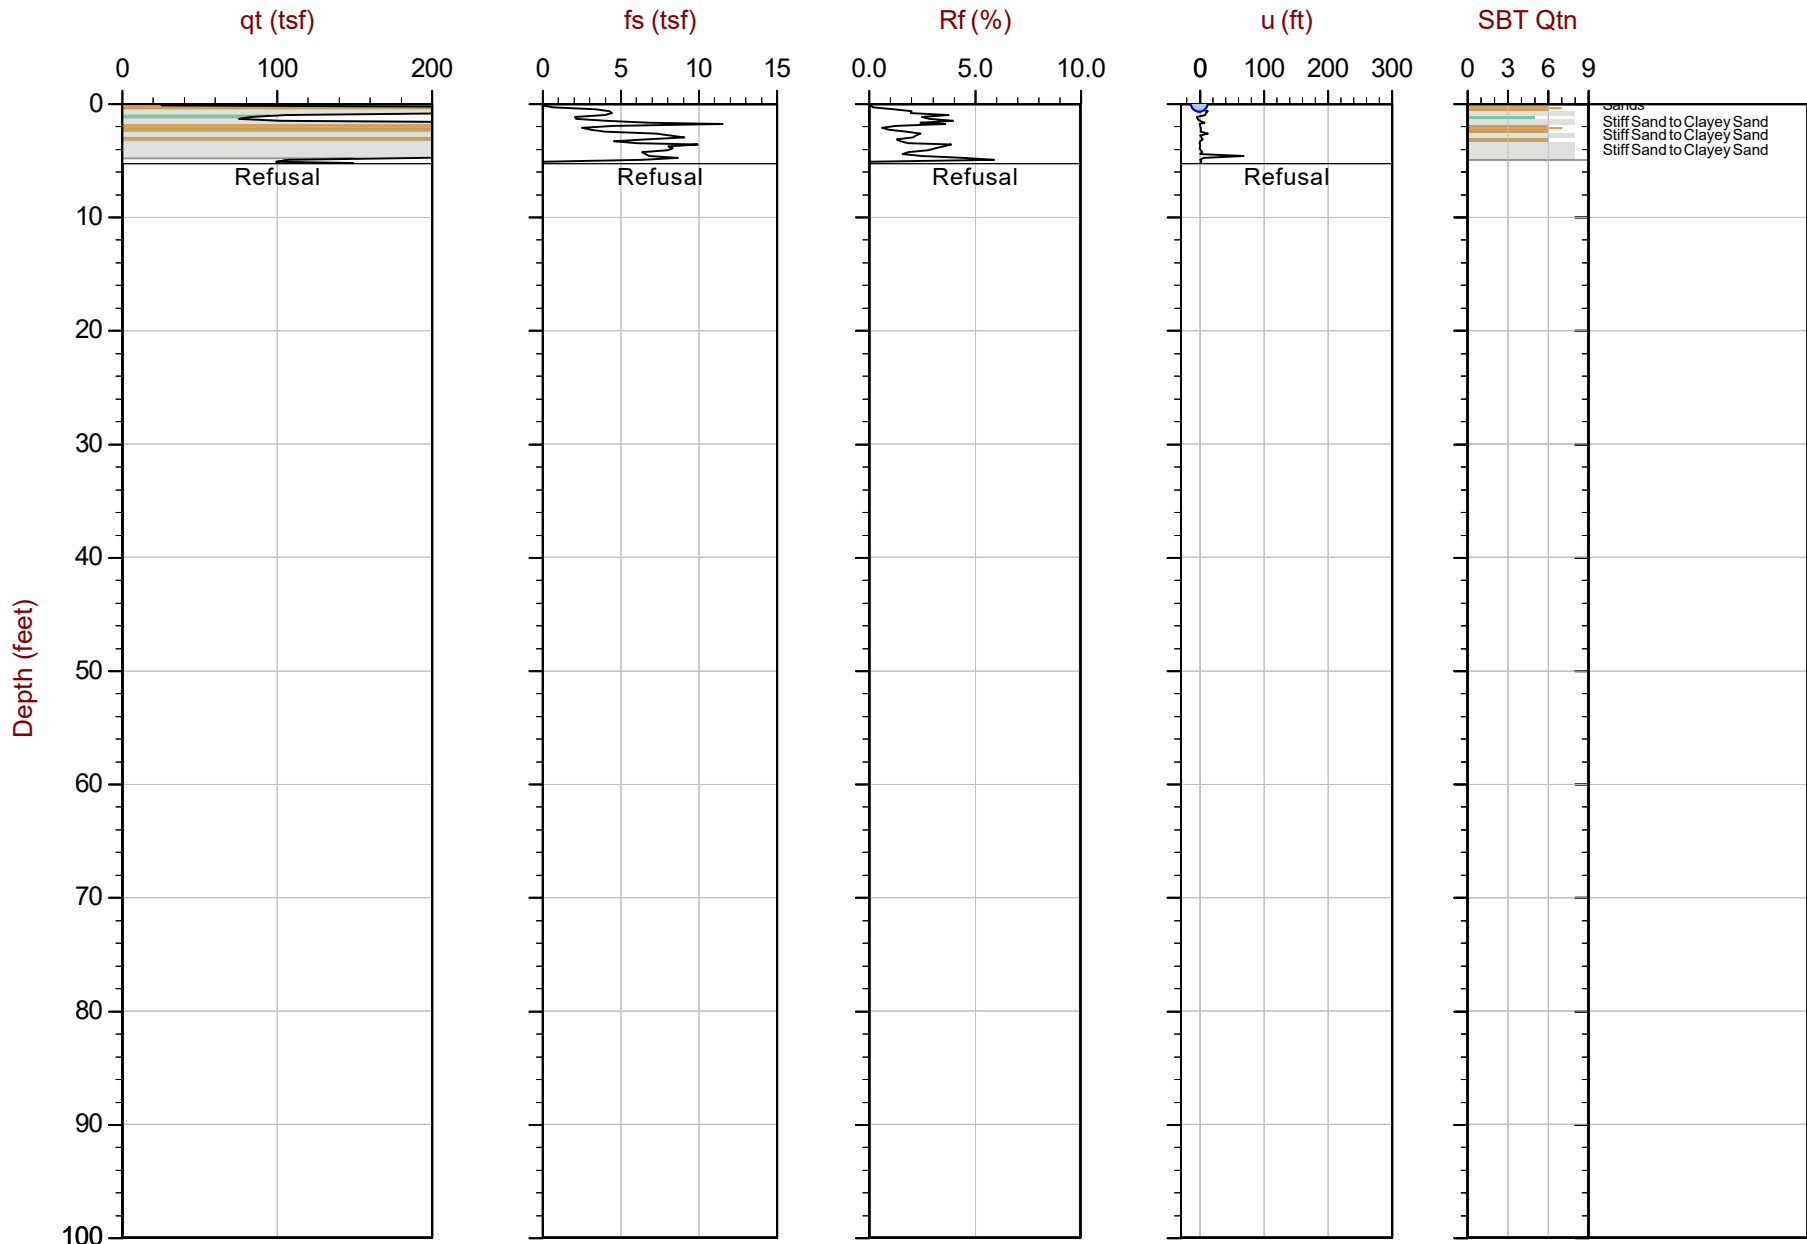 qt (tsf) fs (tsf) Rf (%) u (ft) SBT Qtn
0 100 200 0 5 10 15 0.0 5.0 10.0 0 100 200 300 0 3 6 9
0
Sands
Stiff Sand to Clayey Sand
Stiff Sand to Clayey Sand
Stiff Sand to Clayey Sand
Refusal Refusal Refusal Refusal
10
20
30
40
50
Depth (feet)
60
70
80
90
100